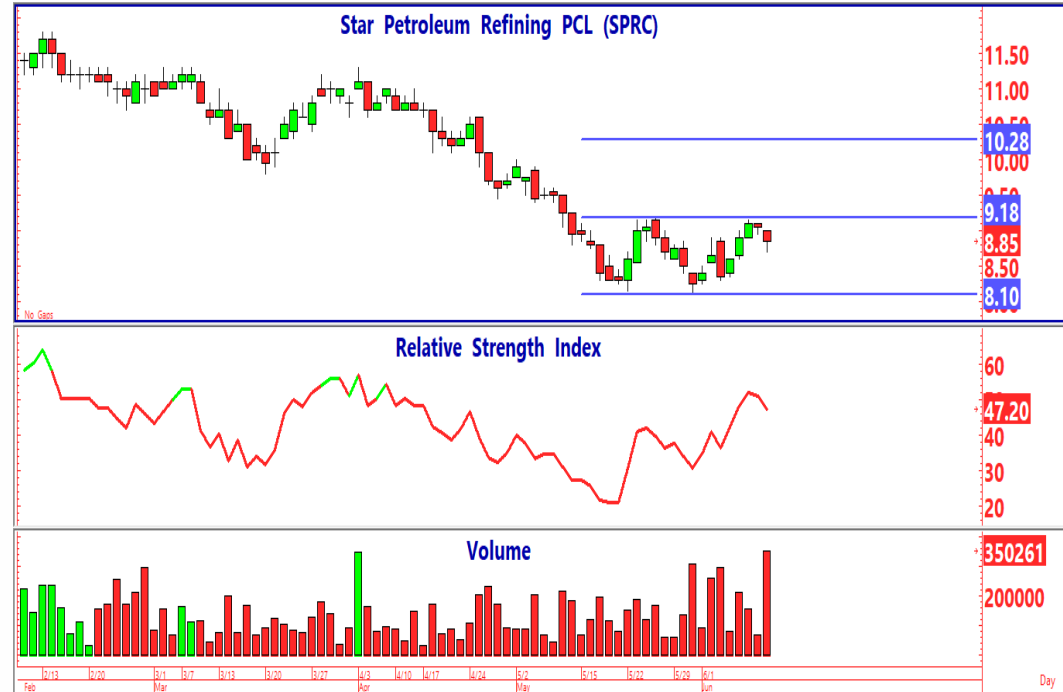 Star Petroleum Refining PCL (SPRC)
11.50
11.00
10.50
10.28
10.00
9.18
8.85
8.50
8.10
No Gaps
Relative Strength Index
60
47.20
40
30
20
Volume
350261
200000
2/13 2/20 3/1 3/7 3/13 3/20 3/27 4/3 4/10 4/17 4/24 5/2 5/15 5/22 5/29 6/1
Feb Mar Apr May Jun Day